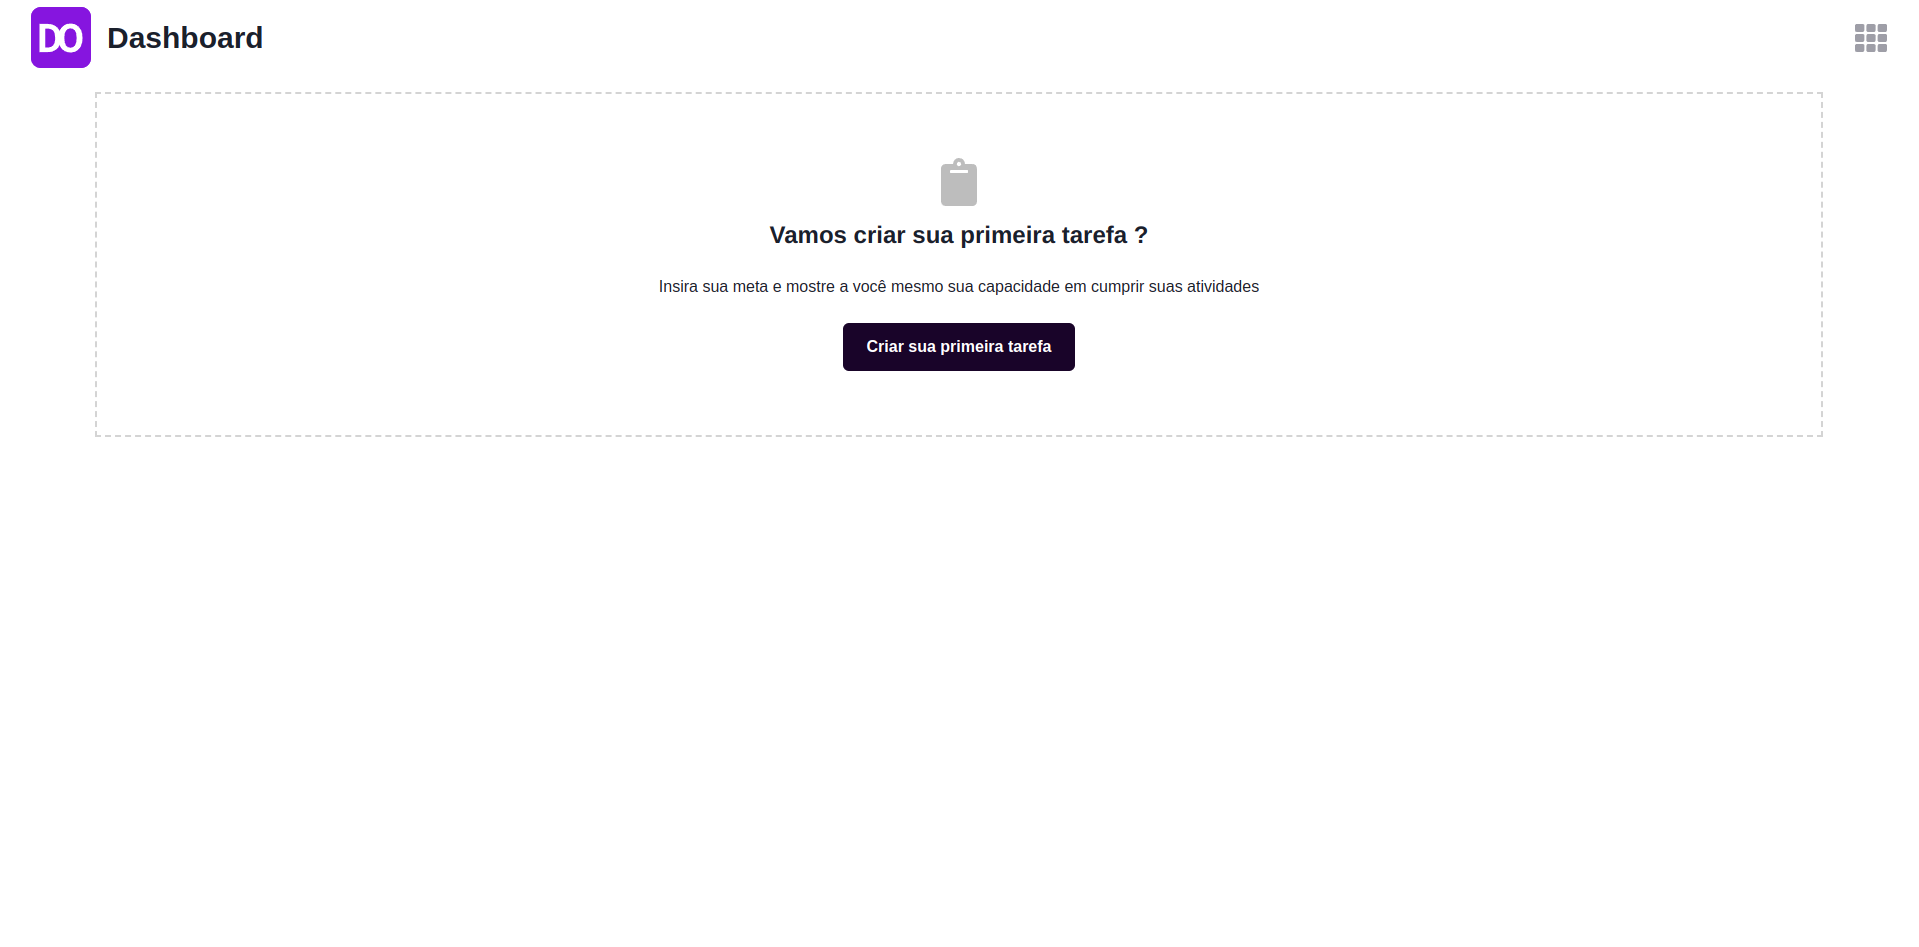 DO Dashboard
Vamos criar sua primeira tarefa ?
Insira sua meta e mostre a você mesmo sua capacidade em cumprir suas atividades
Criar sua primeira tarefa